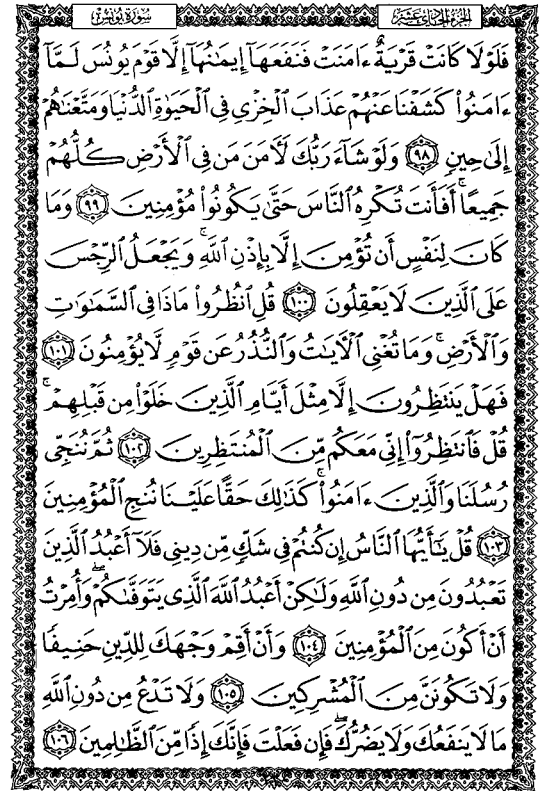 سُورَةُ يُونُسَ
الجزء الحادي عشر
فَلَوْلَا كَانَتْ قَرْيَةٌ ءَامَنَتْ فَنَفَعَهَآ إِيمَٰنُهَآ إِلَّا قَوْمَ يُونُسَ لَمَّآ
ءَامَنُوا۟ كَشَفْنَا عَنْهُمْ عَذَابَ ٱلْخِزْىِ فِى ٱلْحَيَوٰةِ ٱلدُّنْيَا وَمَتَّعْنَٰهُمْ
إِلَىٰ حِينٍ ٩٨ وَلَوْ شَآءَ رَبُّكَ لَـَٔامَنَ مَن فِى ٱلْأَرْضِ كُلُّهُمْ
جَمِيعًا ۚ أَفَأَنتَ تُكْرِهُ ٱلنَّاسَ حَتَّىٰ يَكُونُوا۟ مُؤْمِنِينَ ٩٩ وَمَا
كَانَ لِنَفْسٍ أَن تُؤْمِنَ إِلَّا بِإِذْنِ ٱللَّهِ ۚ وَيَجْعَلُ ٱلرِّجْسَ
عَلَى ٱلَّذِينَ لَا يَعْقِلُونَ ١٠٠ قُلِ ٱنظُرُوا۟ مَاذَا فِى ٱلسَّمَٰوَٰتِ
وَٱلْأَرْضِ ۚ وَمَا تُغْنِى ٱلْءَايَٰتُ وَٱلنُّذُرُ عَن قَوْمٍ لَّا يُؤْمِنُونَ ١٠١
فَهَلْ يَنتَظِرُونَ إِلَّا مِثْلَ أَيَّامِ ٱلَّذِينَ خَلَوْا۟ مِن قَبْلِهِمْ ۚ
قُلْ فَٱنتَظِرُوٓا۟ إِنِّى مَعَكُم مِّنَ ٱلْمُنتَظِرِينَ ١٠٢ ثُمَّ نُنَجِّى
رُسُلَنَا وَٱلَّذِينَ ءَامَنُوا۟ ۚ كَذَٰلِكَ حَقًّا عَلَيْنَا نُنجِ ٱلْمُؤْمِنِينَ
١٠٣ قُلْ يَٰٓأَيُّهَا ٱلنَّاسُ إِن كُنتُمْ فِى شَكٍّ مِّن دِينِى فَلَآ أَعْبُدُ ٱلَّذِينَ
تَعْبُدُونَ مِن دُونِ ٱللَّهِ وَلَٰكِنْ أَعْبُدُ ٱللَّهَ ٱلَّذِى يَتَوَفَّىٰكُمْ ۖ وَأُمِرْتُ
أَنْ أَكُونَ مِنَ ٱلْمُؤْمِنِينَ ١٠٤ وَأَنْ أَقِمْ وَجْهَكَ لِلدِّينِ حَنِيفًا
وَلَا تَكُونَنَّ مِنَ ٱلْمُشْرِكِينَ ١٠٥ وَلَا تَدْعُ مِن دُونِ ٱللَّهِ
مَا لَا يَنفَعُكَ وَلَا يَضُرُّكَ ۖ فَإِن فَعَلْتَ فَإِنَّكَ إِذًا مِّنَ ٱلظَّٰلِمِينَ ١٠٦